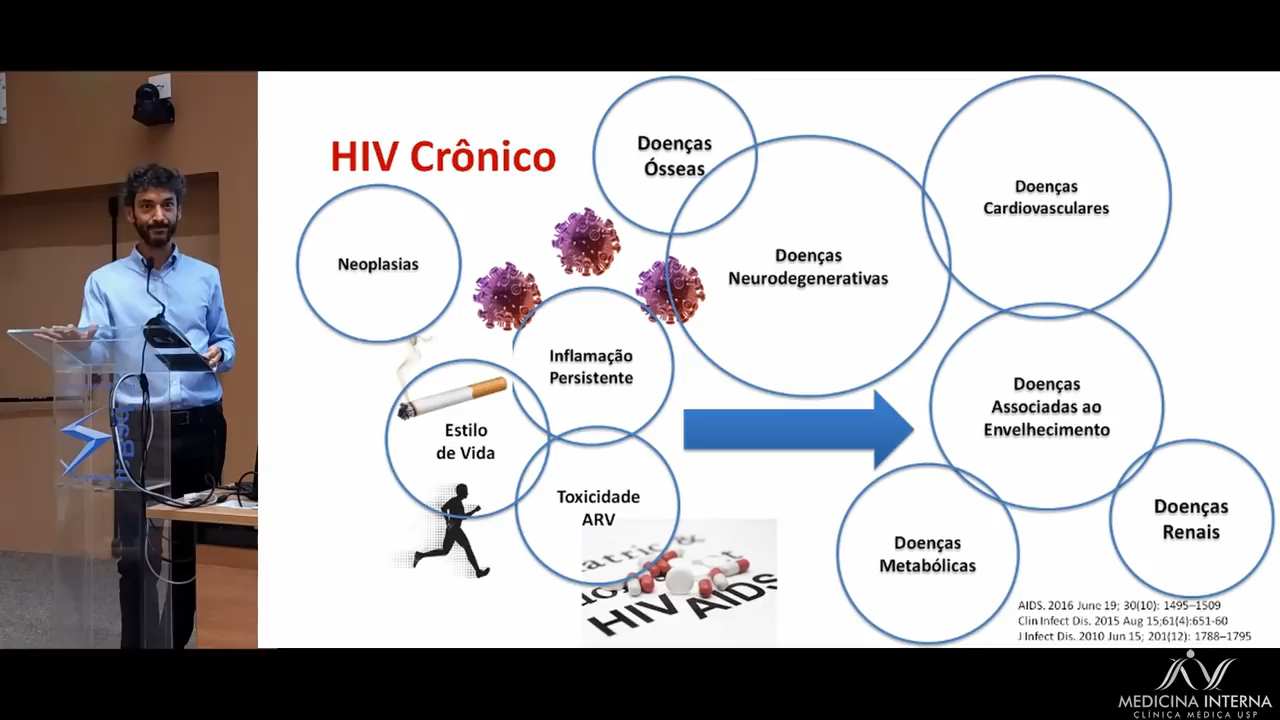 HIV Crônico
Doenças
Ósseas
Doenças
Cardiovasculares
Neoplasias
Doenças
Neurodegenerativas
Inflamação
Persistente
Estilo
de Vida
Doenças
Associadas ao
Envelhecimento
Toxicidade
ARV
Doenças
Renais
Doenças
Metabólicas
HIV AIDS
AIDS. 2016 June 19; 30(10): 1495–1509
Clin Infect Dis. 2015 Aug 15;61(4):651-60
J Infect Dis. 2010 Jun 15; 201(12): 1788–1795
MEDICINA INTERNA
CLÍNICA MÉDICA USP